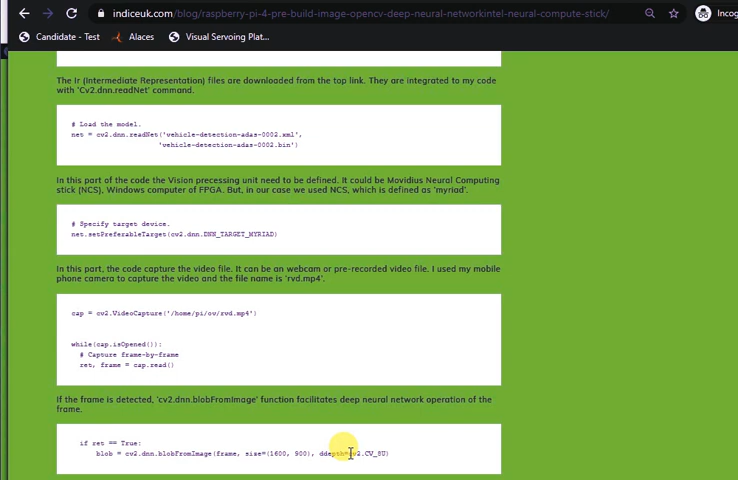 indiceuk.com/blog/raspberry-pi-4-pre-build-image-opencv-deep-neural-networkintel-neural-compute-stick/
Incog
Candidate - Test
Alaces
Visual Servoing Plat...
The Ir (Intermediate Representation) files are downloaded from the top link. They are integrated to my code
with 'Cv2.dnn.readNet' command.
# Load the model.
net = cv2.dnn.readNet('vehicle-detection-adas-0002.xml',
'vehicle-detection-adas-0002.bin')
In this part of the code the Vision precessing unit need to be defined. It could be Movidius Neural Computing
stick (NCS), Windows computer of FPGA. But, in our case we used NCS, which is defined as 'myriad'.
# Specify target device.
net.setPreferableTarget(cv2.dnn.DNN_TARGET_MYRIAD)
In this part, the code capture the video file. It can be an webcam or pre-recorded video file. I used my mobile
phone camera to capture the video and the file name is 'rvd.mp4'.
cap = cv2.VideoCapture('/home/pi/ov/rvd.mp4')
while(cap.isOpened()):
# Capture frame-by-frame
ret, frame = cap.read()
If the frame is detected, 'cv2.dnn.blobFromImage' function facilitates deep neural network operation of the
frame.
if ret == True:
blob = cv2.dnn.blobFromImage(frame, size=(1600, 900), ddepth=cv2.CV_8U)